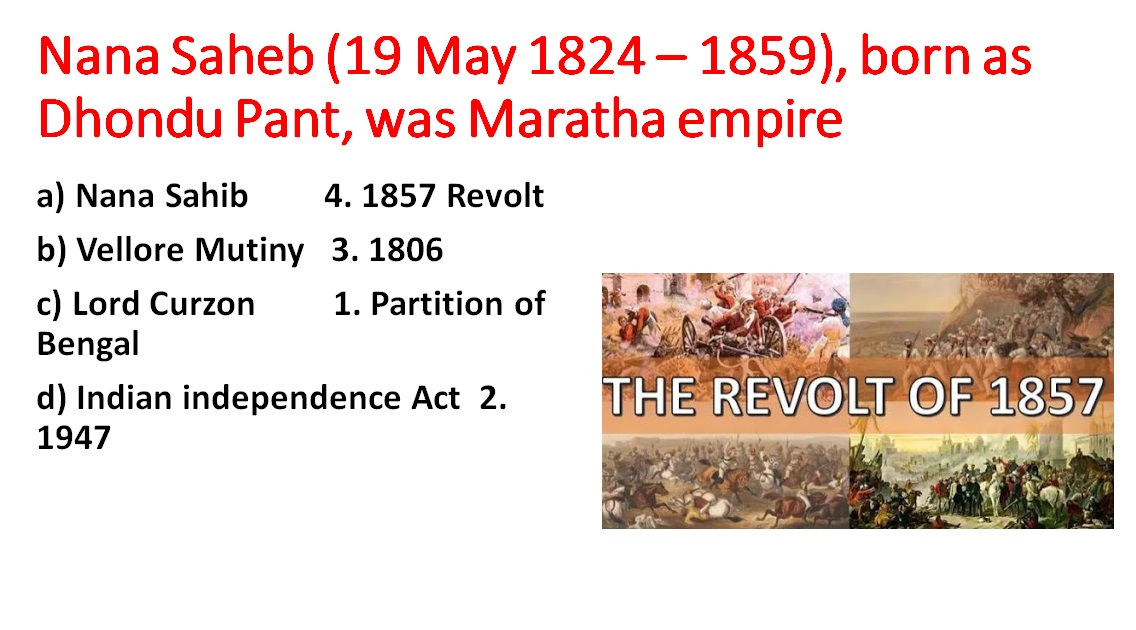 Nana Saheb (19 May 1824 – 1859), born as
Dhondu Pant, was Maratha empire
a) Nana Sahib 4. 1857 Revolt
b) Vellore Mutiny 3. 1806
c) Lord Curzon 1. Partition of
Bengal
d) Indian independence Act 2.
1947
THE REVOLT OF 1857